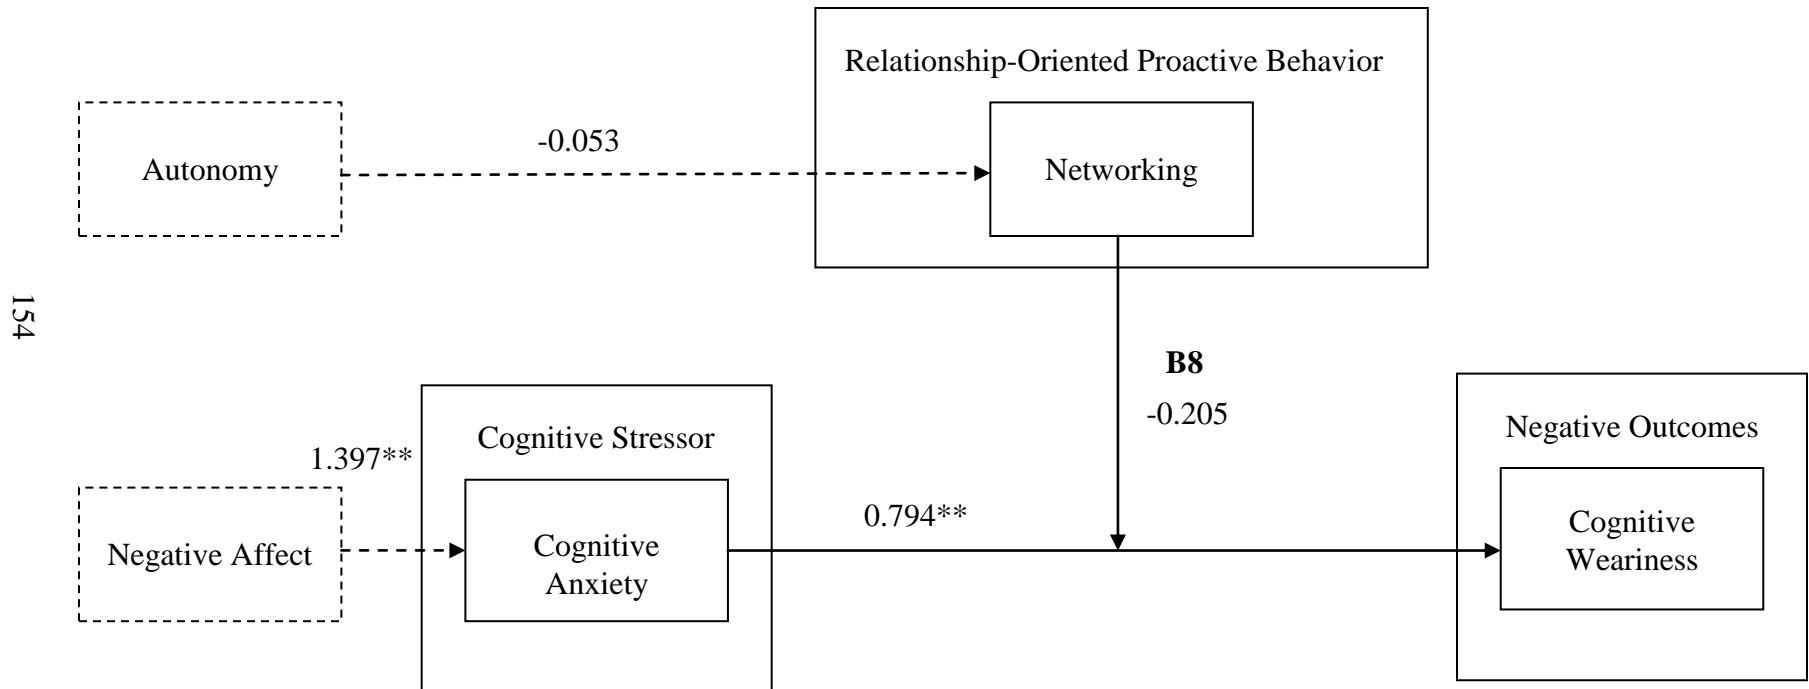 Relationship-Oriented Proactive Behavior
-0.053
Autonomy
Networking
154
B8
-0.205
Cognitive Stressor
Negative Outcomes
1.397**
0.794**
Negative Affect
Cognitive
Anxiety
Cognitive
Weariness